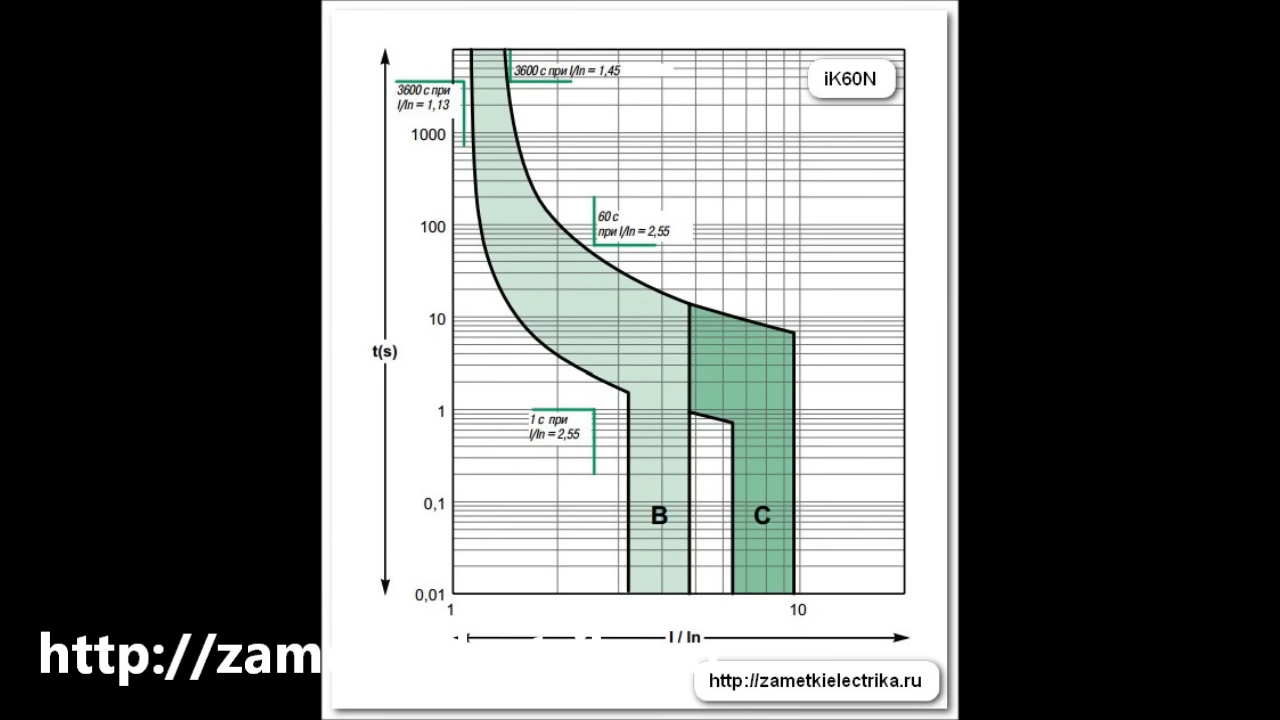 3600 с при I/In = 1,45
iK60N
3600 с при
I/In = 1,13
1000
60 с
при I/In = 2,55
100
10
t(s)
1
1 с при
I/In = 2,55
0,1
B
C
0,01
1
10
I / In
http://zam
http://zametkielectrika.ru